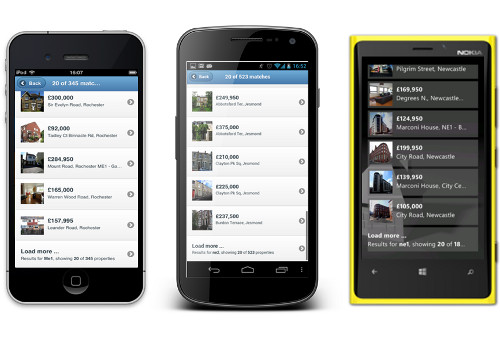 iPod 16:07
Back 20 of 345 matc...
£300,000
Sir Evelyn Road, Rochester
£92,000
Tadley Ct Brinacle Rd, Rochester
£284,950
Mount Road, Rochester ME1 - Ga...
£165,000
Warren Wood Road, Rochester
£157,995
Leander Road, Rochester
Load more ...
Results for Me1, showing 20 of 345 properties
16:52
Back 20 of 523 matches
£249,950
Abbotsford Ter., Jesmond
£375,000
Abbotsford Ter., Jesmond
£210,000
Clayton Pk Sq, Jesmond
£225,000
Clayton Pk Sq, Jesmond
£237,500
Burdon Terrace, Jesmond
Load more ...
Results for ne, showing 20 of 523 properties
NOKIA
Pilgrim Street, Newcastle
£169,950
Degrees N., Newcastle...
£124,950
Marconi House, NE1 - B...
£199,950
City Road, Newcastle
£139,950
Marconi House, City Ce...
£105,000
City Road, Newcastle
Load more ...
Results for ne1, showing 20 of 18...